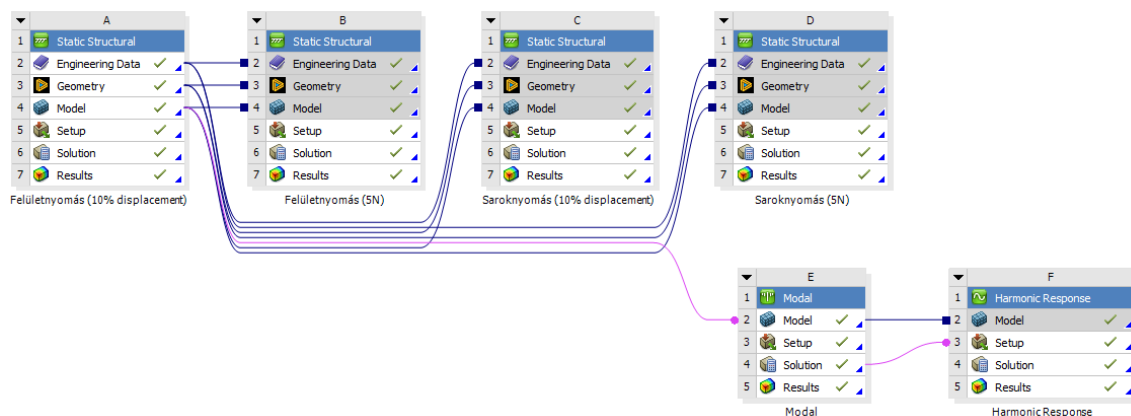 A
1 Static Structural
2 Engineering Data
3 Geometry
4 Model
5 Setup
6 Solution
7 Results
Felületnyomás (10% displacement)
B
1 Static Structural
2 Engineering Data
3 Geometry
4 Model
5 Setup
6 Solution
7 Results
Felületnyomás (5N)
C
1 Static Structural
2 Engineering Data
3 Geometry
4 Model
5 Setup
6 Solution
7 Results
Saroknyomás (10% displacement)
D
1 Static Structural
2 Engineering Data
3 Geometry
4 Model
5 Setup
6 Solution
7 Results
Saroknyomás (5N)
E
1 Modal
2 Model
3 Setup
4 Solution
5 Results
Modal
F
1 Harmonic Response
2 Model
3 Setup
4 Solution
5 Results
Harmonic Response